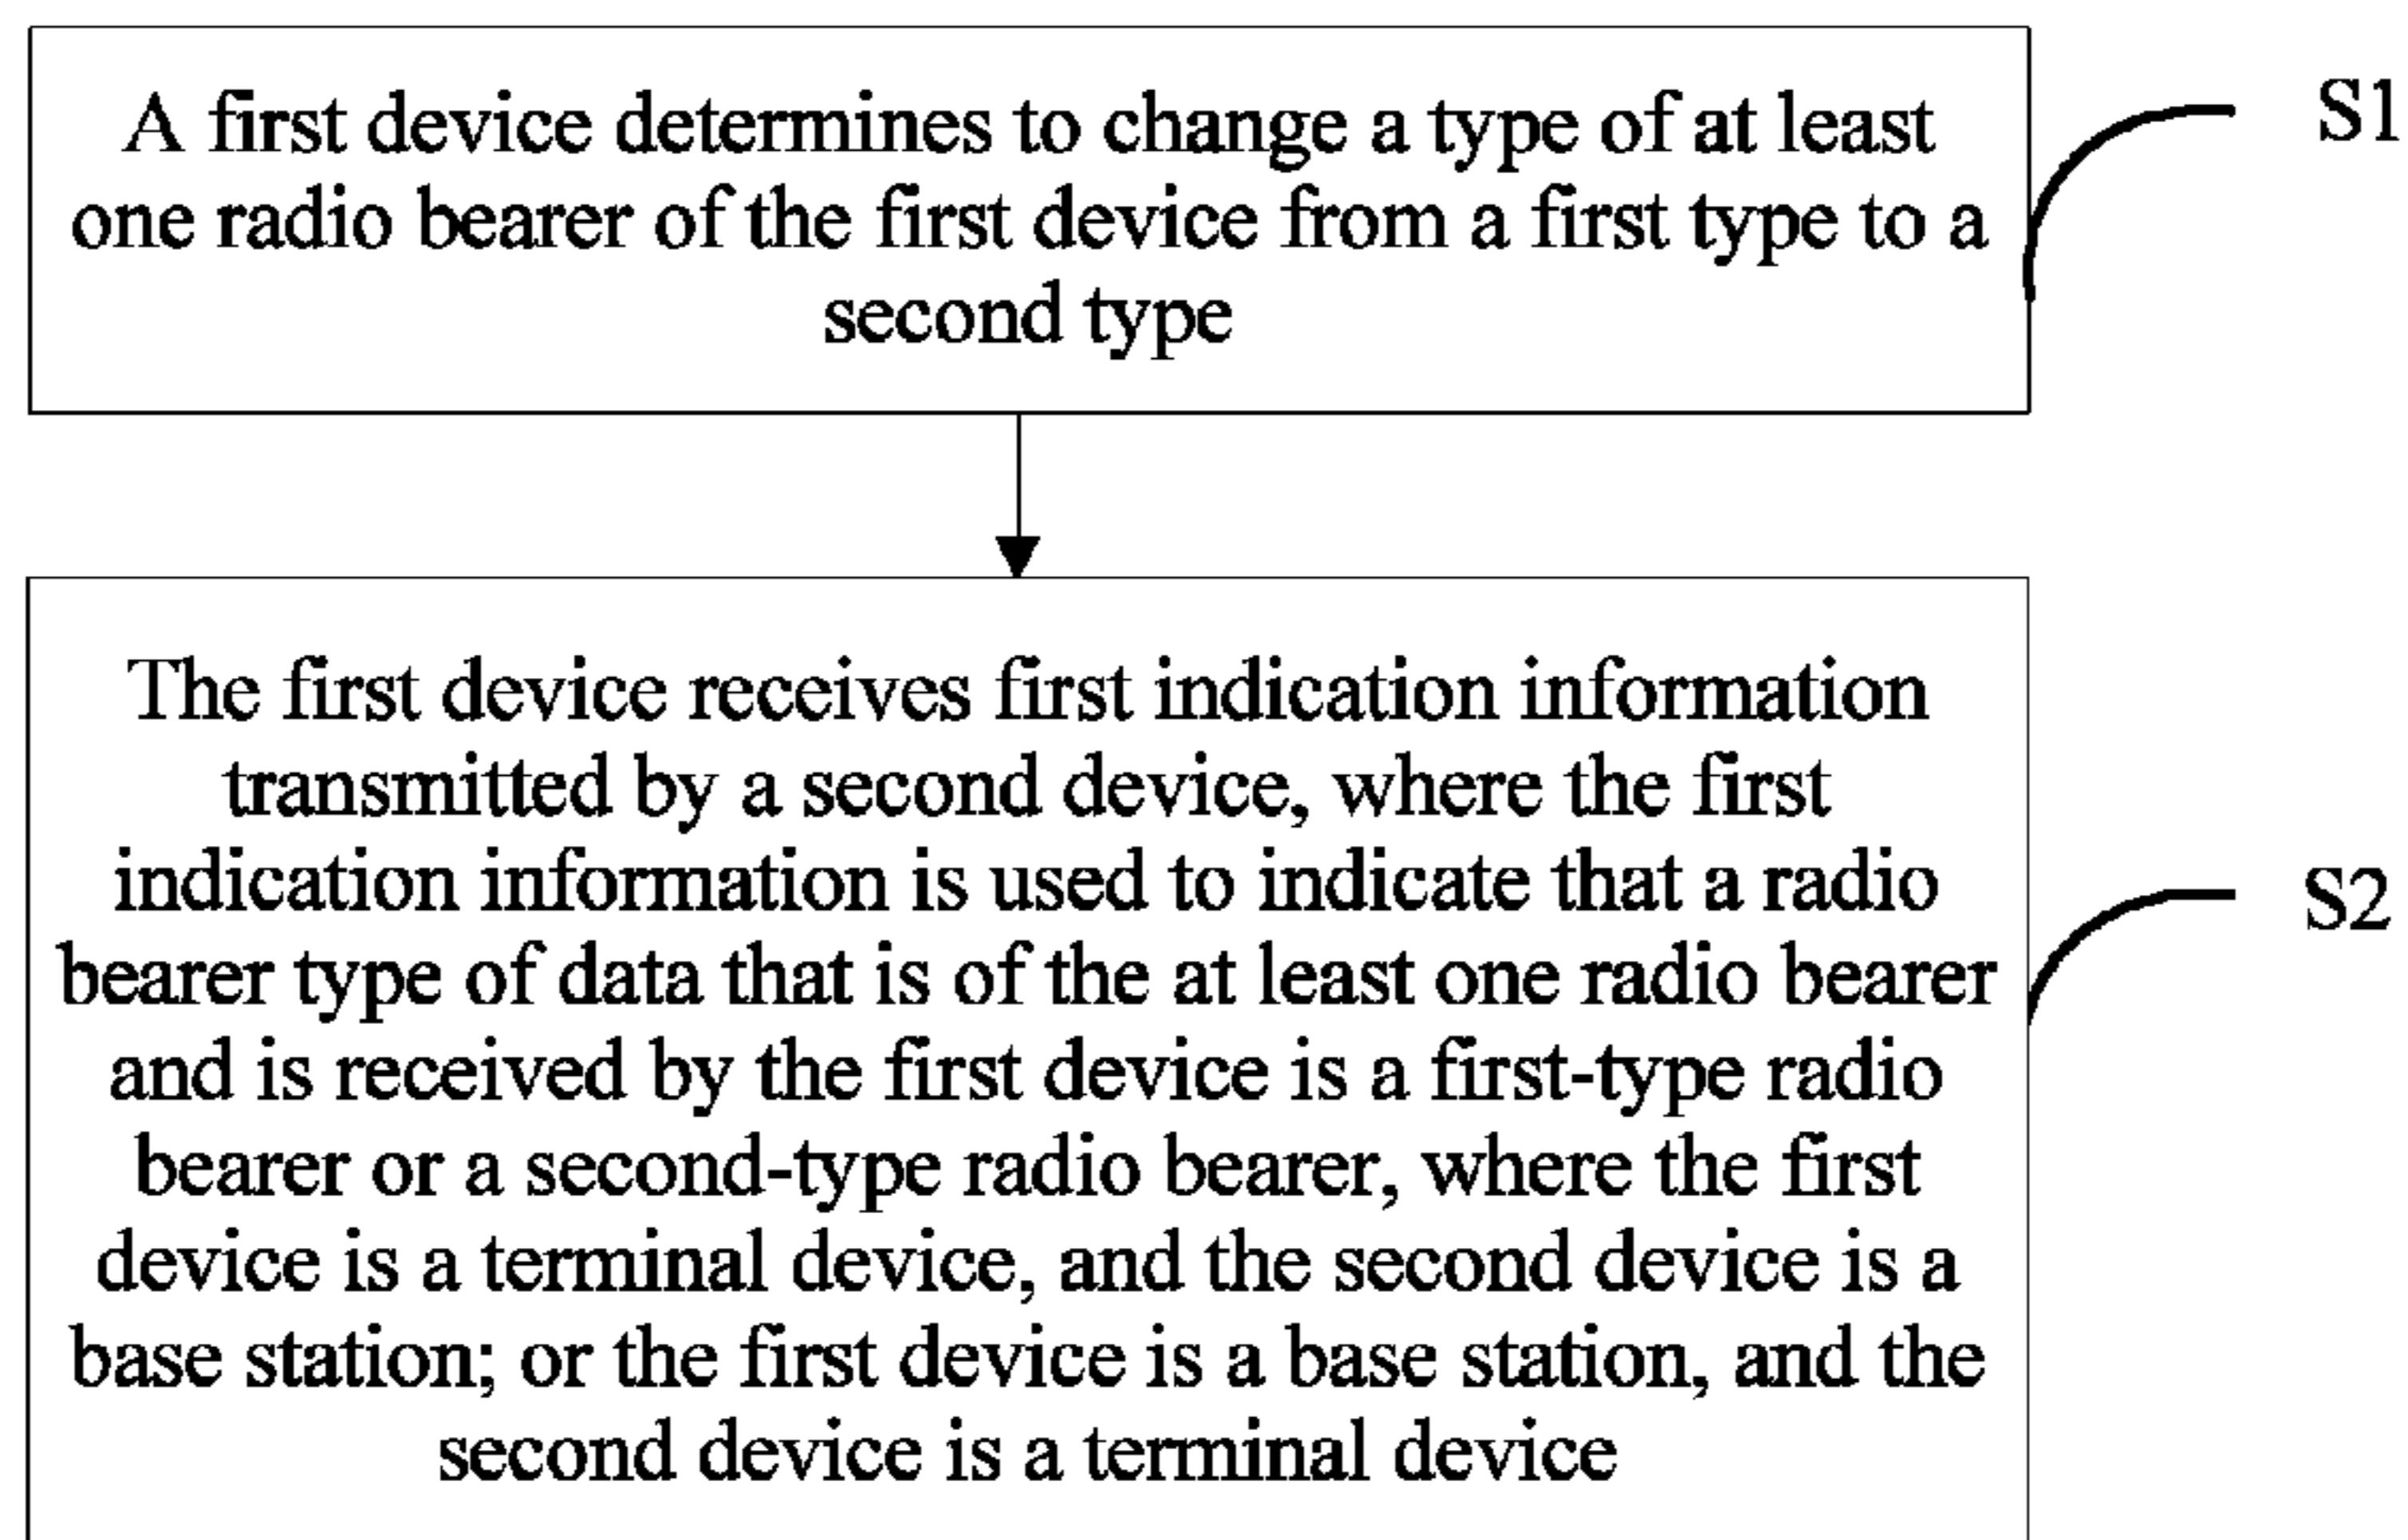 A first device determines to change a type of at least
one radio bearer of the first device from a first type to a
second type
S1
The first device receives first indication information
transmitted by a second device, where the first
indication information is used to indicate that a radio
bearer type of data that is of the at least one radio bearer
and is received by the first device is a first-type radio
bearer or a second-type radio bearer, where the first
device is a terminal device, and the second device is a
base station; or the first device is a base station, and the
second device is a terminal device
S2